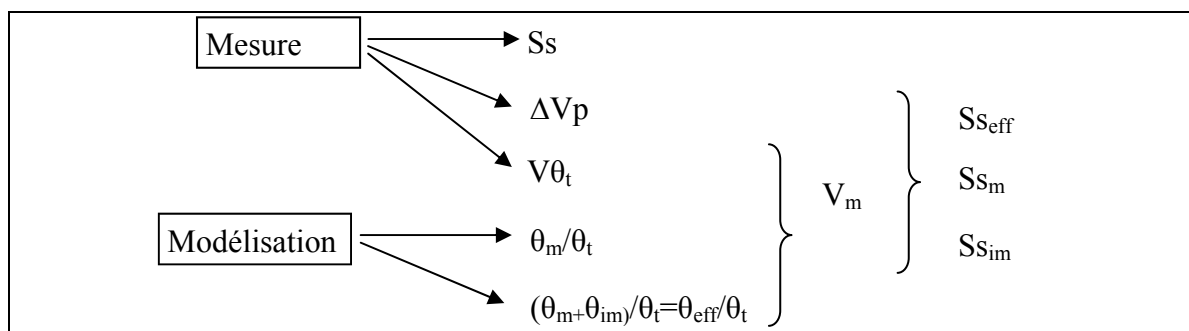 Mesure
Ss
ΔVp
Vθₜ
Modélisation
θₘ/θₜ
(θₘ₊θᵢₘ)/θₜ=θeff/θₜ
Vₘ
Sseff
Ssₘ
Ssᵢₘ